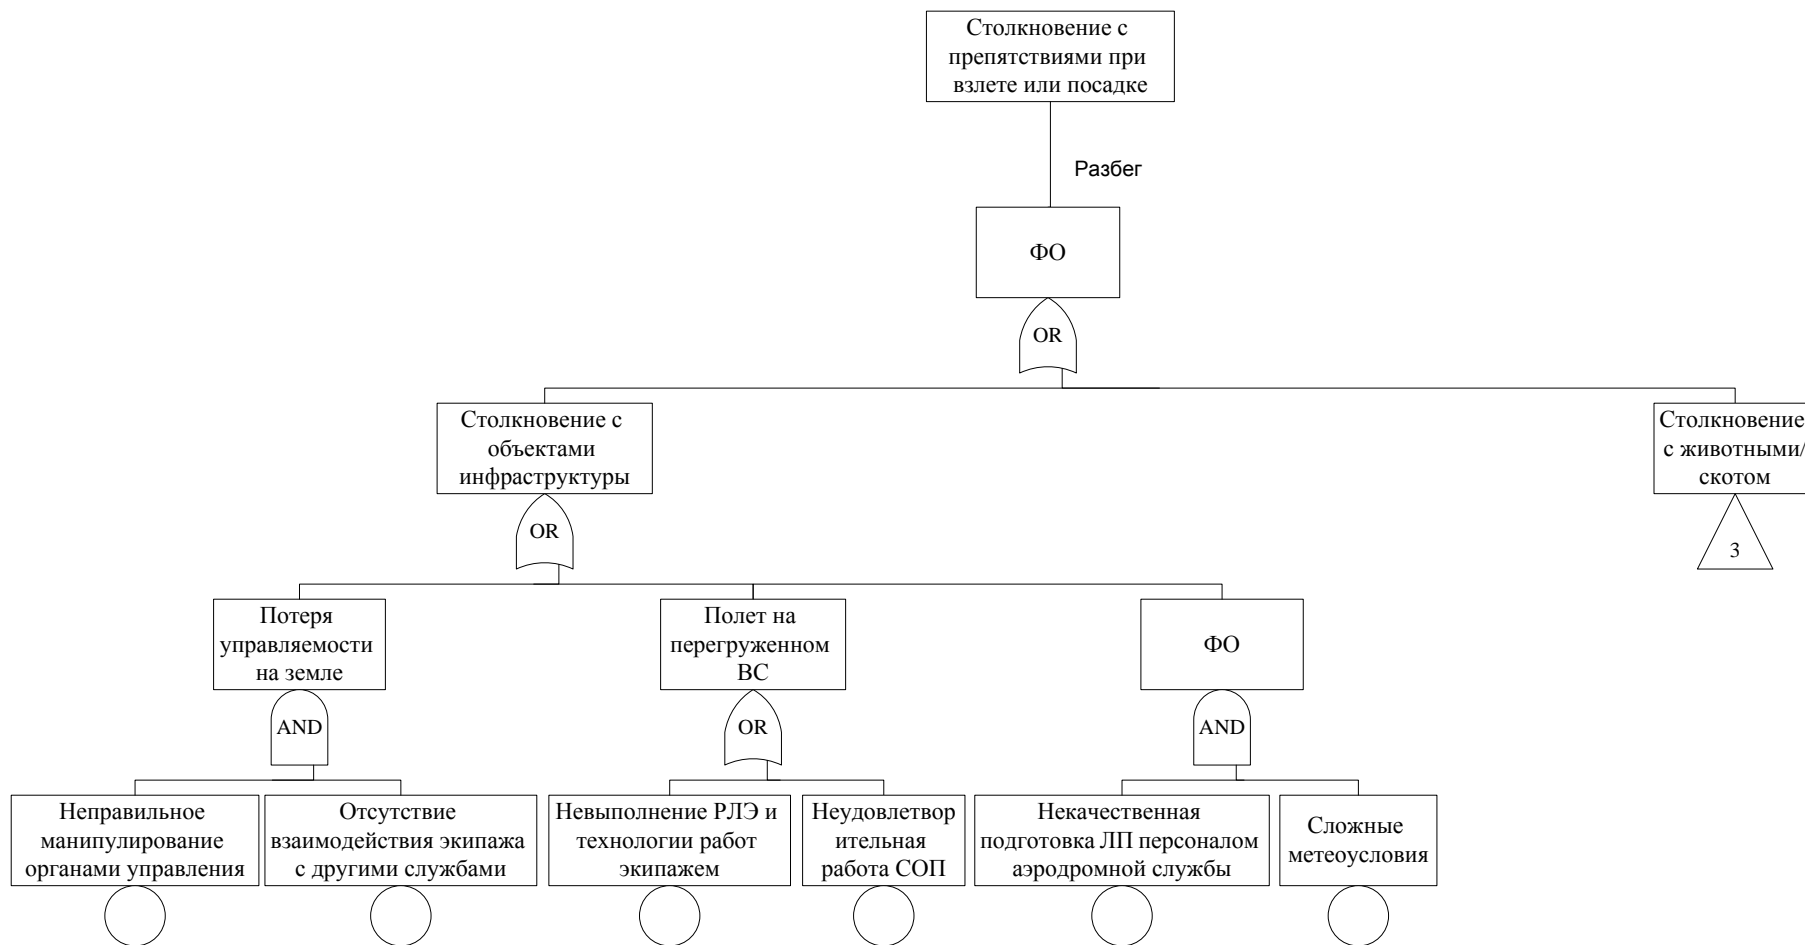 Столкновение с
препятствиями при
взлете или посадке
Разбег
ФО
OR
Столкновение с
объектами
инфраструктуры
Столкновение
с животными/
скотом
OR
3
Потеря
управляемости
на земле
Полет на
перегруженном
ВС
ФО
AND
OR
AND
Неправильное
манипулирование
органами управления
Отсутствие
взаимодействия экипажа
с другими службами
Невыполнение РЛЭ и
технологии работ
экипажем
Неудовлетвор
ительная
работа СОП
Некачественная
подготовка ЛП персоналом
аэродромной службы
Сложные
метеоусловия